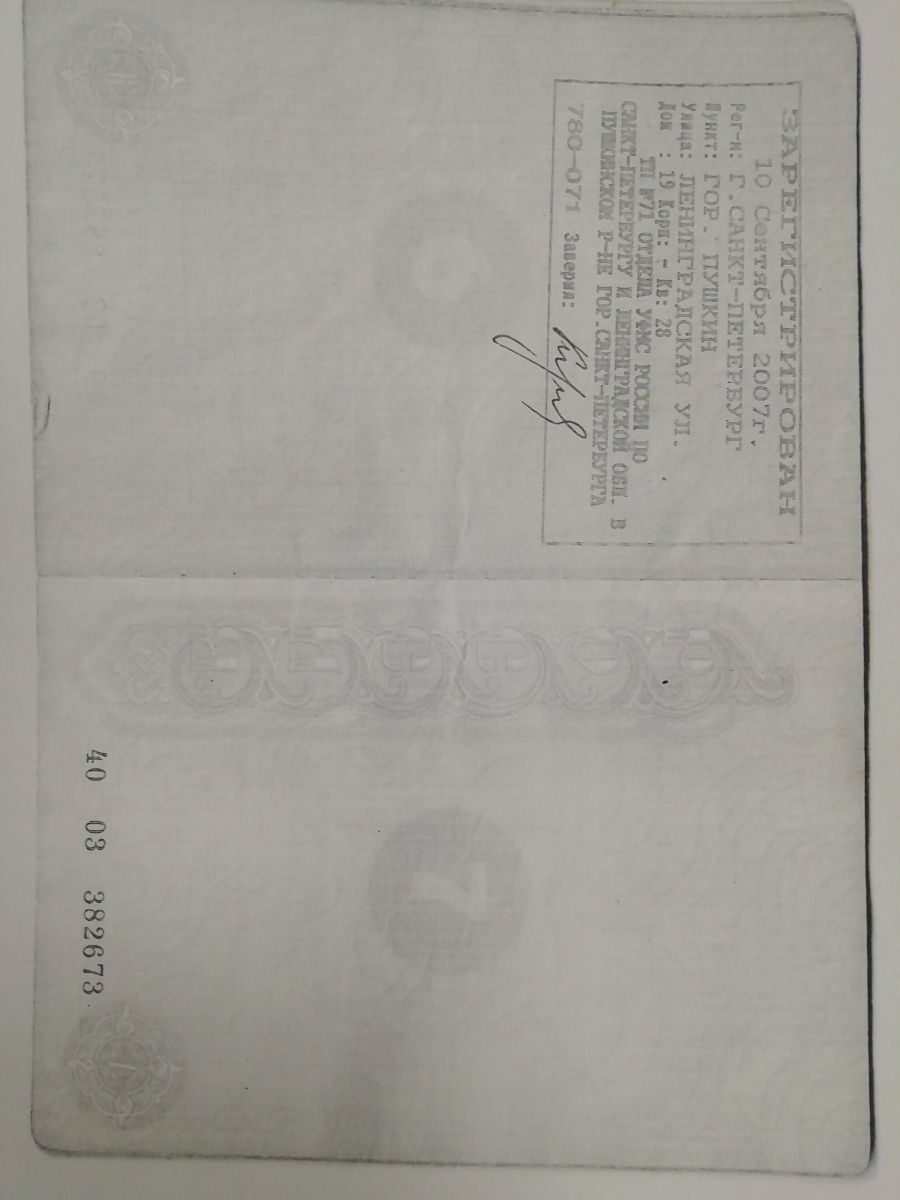 ЗАРЕГИСТРИРОВАН
10 Сентября 2007г.
Рег-н: Г.САНКТ-ПЕТЕРБУРГ
Пункт: ГОР. ПУШКИН
Улица: ЛЕНИНГРАДСКАЯ УЛ.
Дом : 19 Корп: - Кв: 28
ТП №71 ОТДЕЛА УФМС РОССИИ ПО
САНКТ-ПЕТЕРБУРГУ И ЛЕНИНГРАДСКОЙ ОБЛ. В
ПУШКИНСКОМ Р-НЕ ГОР.САНКТ-ПЕТЕРБУРГА
780-071 Заверил:
7
40 03 382673